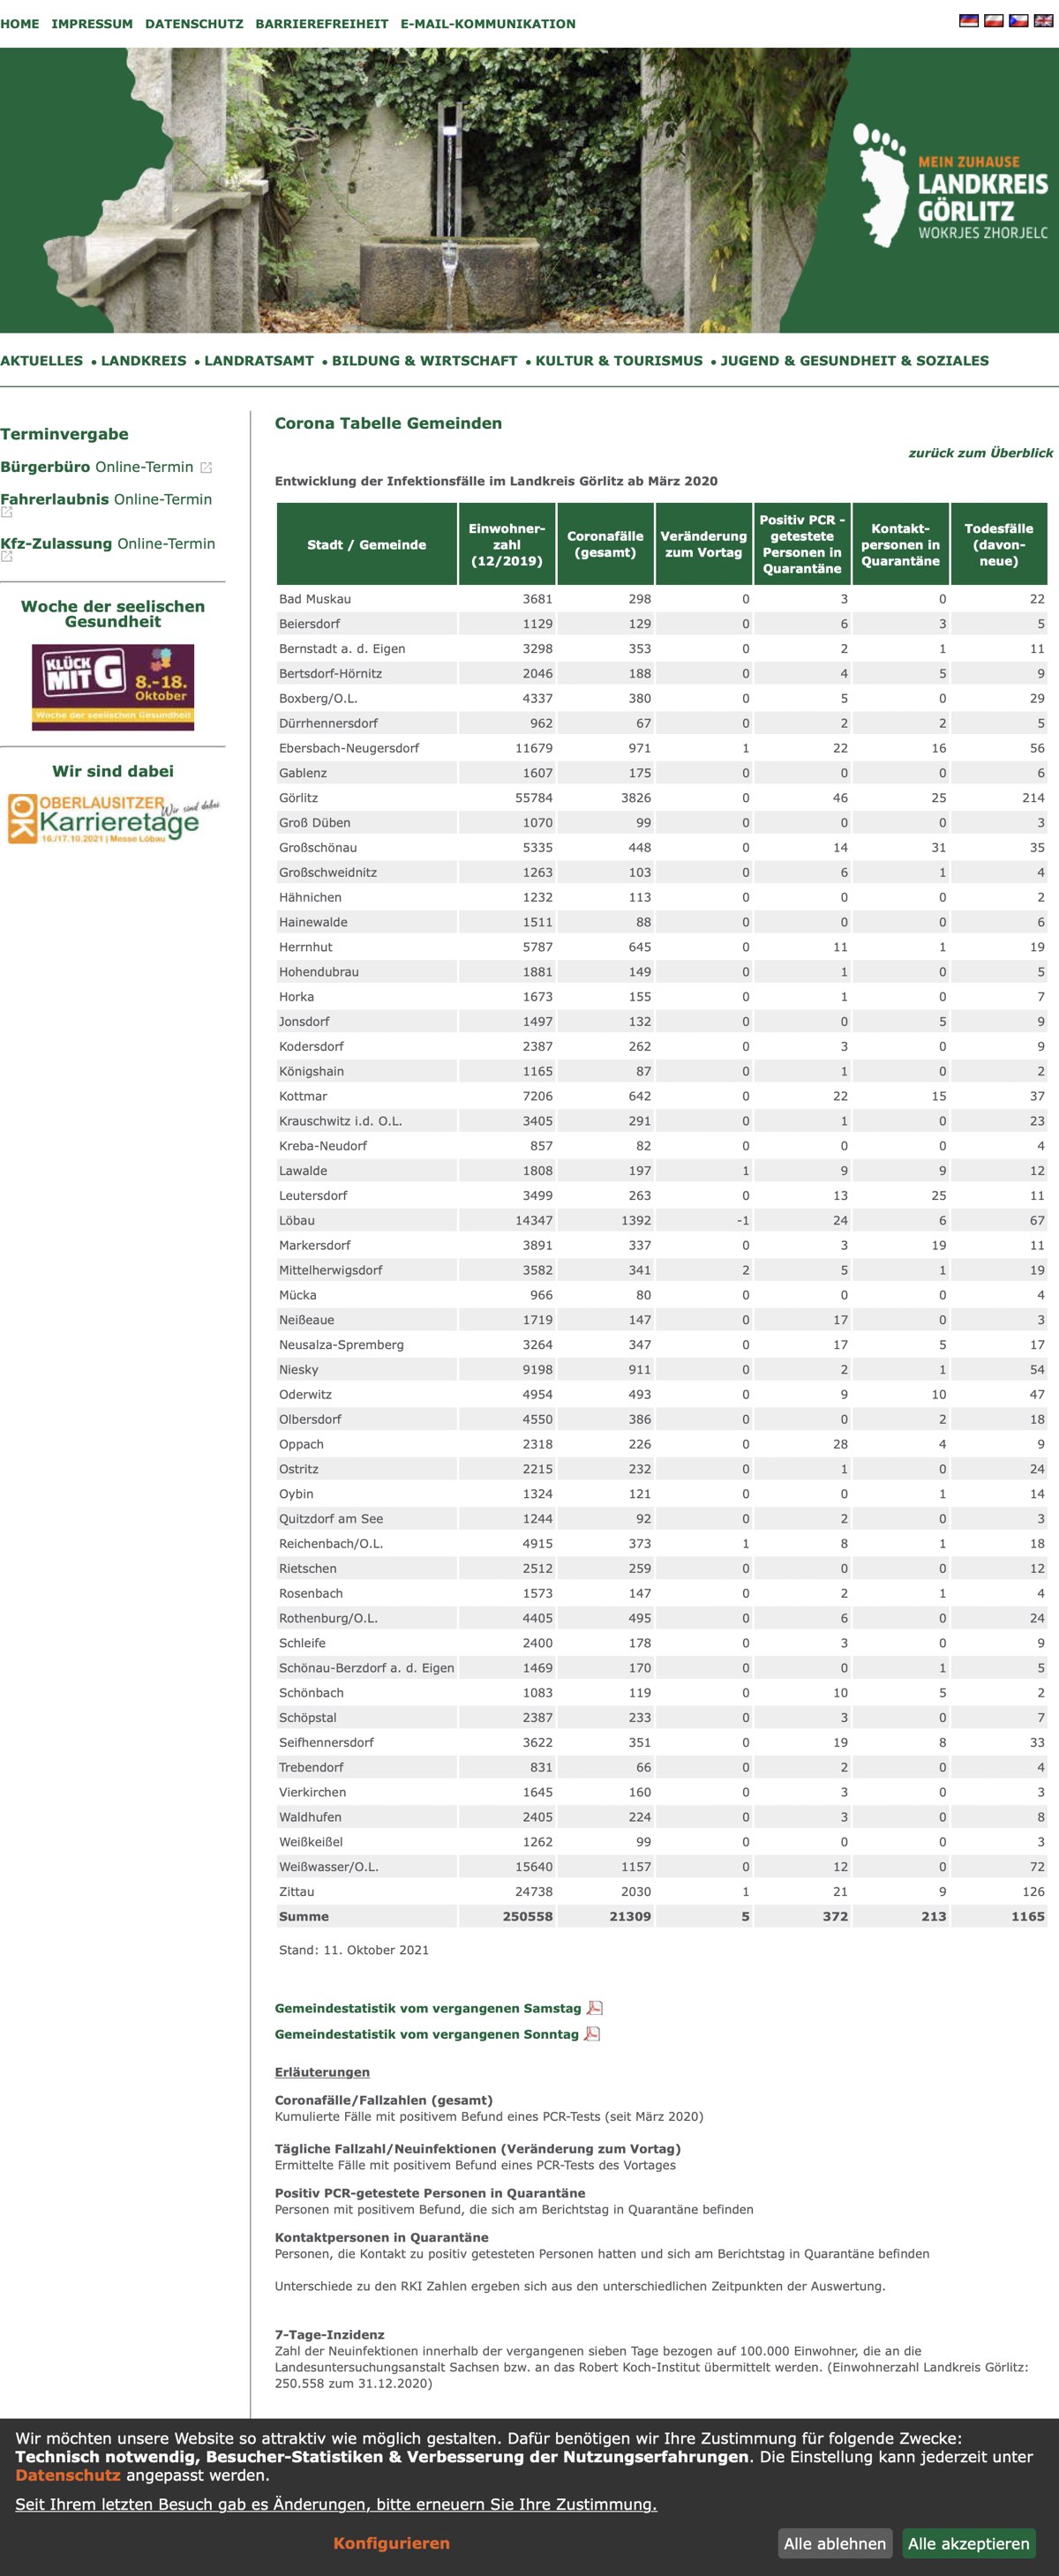 HOME IMPRESSUM DATENSCHUTZ BARRIEREFREIHEIT E-MAIL-KOMMUNIKATION
MEIN ZUHAUSE
LANDKREIS
GÖRLITZ
WOKRJES ZHORJELC
AKTUELLES • LANDKREIS • LANDRATSAMT • BILDUNG & WIRTSCHAFT • KULTUR & TOURISMUS • JUGEND & GESUNDHEIT & SOZIALES
Terminvergabe
Bürgerbüro Online-Termin
Fahrerlaubnis Online-Termin
Kfz-Zulassung Online-Termin
Woche der seelischen
Gesundheit
KLÜCK
MIT G
8.-18.
Oktober
Woche der seelischen Gesundheit
Wir sind dabei
OK OBERLAUSITZER
Wir sind dabei
Karrieretage
16./17.10.2021 | Messe Löbau
Corona Tabelle Gemeinden
zurück zum Überblick
Entwicklung der Infektionsfälle im Landkreis Görlitz ab März 2020
Stadt / Gemeinde Einwohner-zahl (12/2019) Coronafälle (gesamt) Veränderung zum Vortag Positiv PCR - getestete Personen in Quarantäne Kontakt-personen in Quarantäne Todesfälle (davon-neue)
Bad Muskau 3681 298 0 3 0 22
Beiersdorf 1129 129 0 6 3 5
Bernstadt a. d. Eigen 3298 353 0 2 1 11
Bertsdorf-Hörnitz 2046 188 0 4 5 9
Boxberg/O.L. 4337 380 0 5 0 29
Dürrhennersdorf 962 67 0 2 2 5
Ebersbach-Neugersdorf 11679 971 1 22 16 56
Gablenz 1607 175 0 0 0 6
Görlitz 55784 3826 0 46 25 214
Groß Düben 1070 99 0 0 0 3
Großschönau 5335 448 0 14 31 35
Großschweidnitz 1263 103 0 6 1 4
Hähnichen 1232 113 0 0 0 2
Hainewalde 1511 88 0 0 0 6
Herrnhut 5787 645 0 11 1 19
Hohendubrau 1881 149 0 1 0 5
Horka 1673 155 0 1 0 7
Jonsdorf 1497 132 0 0 5 9
Kodersdorf 2387 262 0 3 0 9
Königshain 1165 87 0 1 0 2
Kottmar 7206 642 0 22 15 37
Krauschwitz i.d. O.L. 3405 291 0 1 0 23
Kreba-Neudorf 857 82 0 0 0 4
Lawalde 1808 197 1 9 9 12
Leutersdorf 3499 263 0 13 25 11
Löbau 14347 1392 -1 24 6 67
Markersdorf 3891 337 0 3 19 11
Mittelherwigsdorf 3582 341 2 5 1 19
Mücka 966 80 0 0 0 4
Neißeaue 1719 147 0 17 0 3
Neusalza-Spremberg 3264 347 0 17 5 17
Niesky 9198 911 0 2 1 54
Oderwitz 4954 493 0 9 10 47
Olbersdorf 4550 386 0 0 2 18
Oppach 2318 226 0 28 4 9
Ostritz 2215 232 0 1 0 24
Oybin 1324 121 0 0 1 14
Quitzdorf am See 1244 92 0 2 0 3
Reichenbach/O.L. 4915 373 1 8 1 18
Rietschen 2512 259 0 0 0 12
Rosenbach 1573 147 0 2 1 4
Rothenburg/O.L. 4405 495 0 6 0 24
Schleife 2400 178 0 3 0 9
Schönau-Berzdorf a. d. Eigen 1469 170 0 0 1 5
Schönbach 1083 119 0 10 5 2
Schöpstal 2387 233 0 3 0 7
Seifhennersdorf 3622 351 0 19 8 33
Trebendorf 831 66 0 2 0 4
Vierkirchen 1645 160 0 3 0 3
Waldhufen 2405 224 0 3 0 8
Weißkeißel 1262 99 0 0 0 3
Weißwasser/O.L. 15640 1157 0 12 0 72
Zittau 24738 2030 1 21 9 126
Summe 250558 21309 5 372 213 1165
Stand: 11. Oktober 2021
Gemeindestatistik vom vergangenen Samstag
Gemeindestatistik vom vergangenen Sonntag
Erläuterungen
Coronafälle/Fallzahlen (gesamt)
Kumulierte Fälle mit positivem Befund eines PCR-Tests (seit März 2020)
Tägliche Fallzahl/Neuinfektionen (Veränderung zum Vortag)
Ermittelte Fälle mit positivem Befund eines PCR-Tests des Vortages
Positiv PCR-getestete Personen in Quarantäne
Personen mit positivem Befund, die sich am Berichtstag in Quarantäne befinden
Kontaktpersonen in Quarantäne
Personen, die Kontakt zu positiv getesteten Personen hatten und sich am Berichtstag in Quarantäne befinden
Unterschiede zu den RKI Zahlen ergeben sich aus den unterschiedlichen Zeitpunkten der Auswertung.
7-Tage-Inzidenz
Zahl der Neuinfektionen innerhalb der vergangenen sieben Tage bezogen auf 100.000 Einwohner, die an die
Landesuntersuchungsanstalt Sachsen bzw. an das Robert Koch-Institut übermittelt werden. (Einwohnerzahl Landkreis Görlitz:
250.558 zum 31.12.2020)
Wir möchten unsere Website so attraktiv wie möglich gestalten. Dafür benötigen wir Ihre Zustimmung für folgende Zwecke:
Technisch notwendig, Besucher-Statistiken & Verbesserung der Nutzungserfahrungen. Die Einstellung kann jederzeit unter
Datenschutz angepasst werden.
Seit Ihrem letzten Besuch gab es Änderungen, bitte erneuern Sie Ihre Zustimmung.
Konfigurieren Alle ablehnen Alle akzeptieren